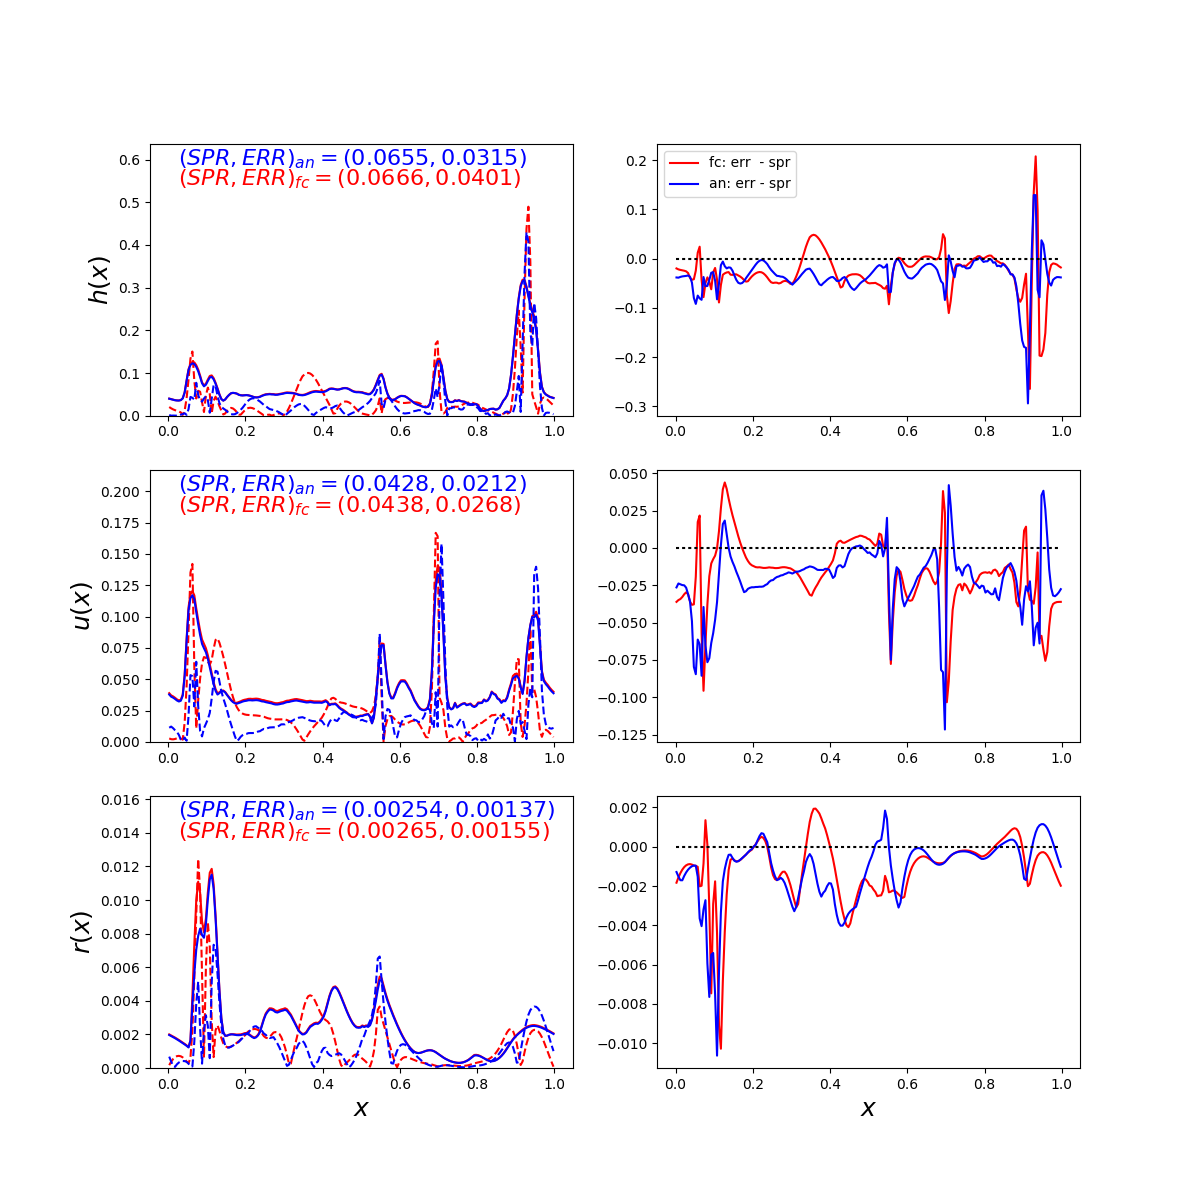 (SPR, ERR)an = (0.0655, 0.0315)
(SPR, ERR)fc = (0.0666, 0.0401)
h(x)
0.6
0.5
0.4
0.3
0.2
0.1
0.0
0.0 0.2 0.4 0.6 0.8 1.0
fc: err - spr
an: err - spr
0.2
0.1
0.0
−0.1
−0.2
−0.3
0.0 0.2 0.4 0.6 0.8 1.0
(SPR, ERR)an = (0.0428, 0.0212)
(SPR, ERR)fc = (0.0438, 0.0268)
u(x)
0.200
0.175
0.150
0.125
0.100
0.075
0.050
0.025
0.000
0.0 0.2 0.4 0.6 0.8 1.0
0.050
0.025
0.000
−0.025
−0.050
−0.075
−0.100
−0.125
0.0 0.2 0.4 0.6 0.8 1.0
(SPR, ERR)an = (0.00254, 0.00137)
(SPR, ERR)fc = (0.00265, 0.00155)
r(x)
0.016
0.014
0.012
0.010
0.008
0.006
0.004
0.002
0.000
0.0 0.2 0.4 0.6 0.8 1.0
x
0.002
0.000
−0.002
−0.004
−0.006
−0.008
−0.010
0.0 0.2 0.4 0.6 0.8 1.0
x